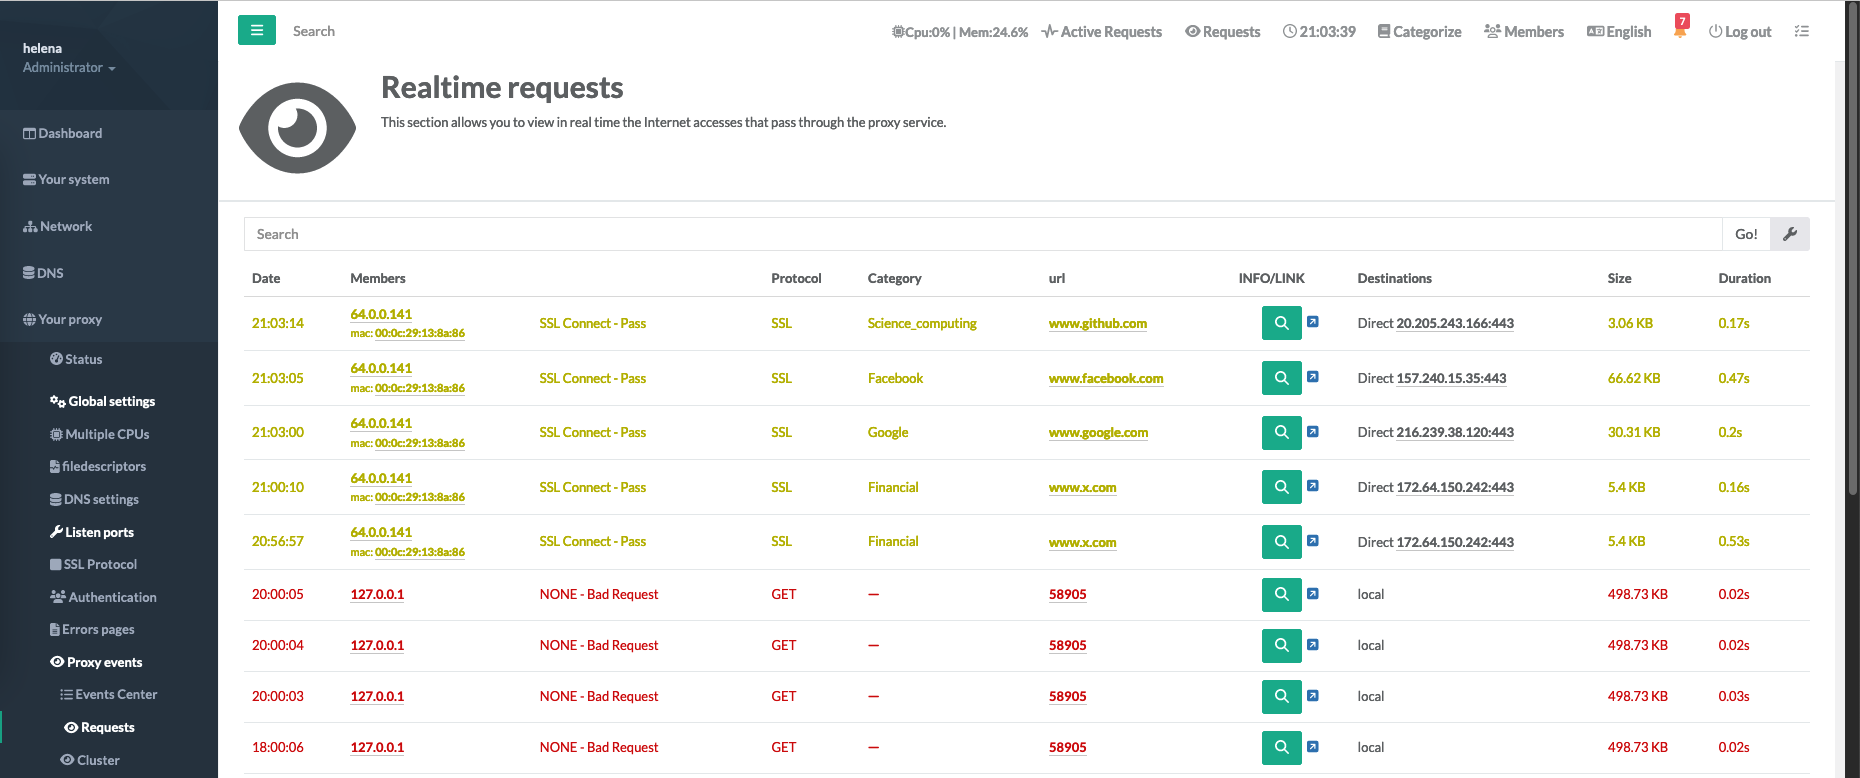 helena
Administrator
Dashboard
Your system
Network
DNS
Your proxy
Status
Global settings
Multiple CPUs
filedescriptors
DNS settings
Listen ports
SSL Protocol
Authentication
Errors pages
Proxy events
Events Center
Requests
Cluster
Search
Cpu:0% | Mem:24.6% Active Requests Requests 21:03:39 Categorize Members English 7 Log out
Realtime requests
This section allows you to view in real time the Internet accesses that pass through the proxy service.
Search Go!
Date Members Protocol Category url INFO/LINK Destinations Size Duration
21:03:14 64.0.0.141 mac: 00:0c:29:13:8a:86 SSL Connect - Pass SSL Science_computing www.github.com Direct 20.205.243.166:443 3.06 KB 0.17s
21:03:05 64.0.0.141 mac: 00:0c:29:13:8a:86 SSL Connect - Pass SSL Facebook www.facebook.com Direct 157.240.15.35:443 66.62 KB 0.47s
21:03:00 64.0.0.141 mac: 00:0c:29:13:8a:86 SSL Connect - Pass SSL Google www.google.com Direct 216.239.38.120:443 30.31 KB 0.2s
21:00:10 64.0.0.141 mac: 00:0c:29:13:8a:86 SSL Connect - Pass SSL Financial www.x.com Direct 172.64.150.242:443 5.4 KB 0.16s
20:56:57 64.0.0.141 mac: 00:0c:29:13:8a:86 SSL Connect - Pass SSL Financial www.x.com Direct 172.64.150.242:443 5.4 KB 0.53s
20:00:05 127.0.0.1 NONE - Bad Request GET — 58905 local 498.73 KB 0.02s
20:00:04 127.0.0.1 NONE - Bad Request GET — 58905 local 498.73 KB 0.02s
20:00:03 127.0.0.1 NONE - Bad Request GET — 58905 local 498.73 KB 0.03s
18:00:06 127.0.0.1 NONE - Bad Request GET — 58905 local 498.73 KB 0.02s